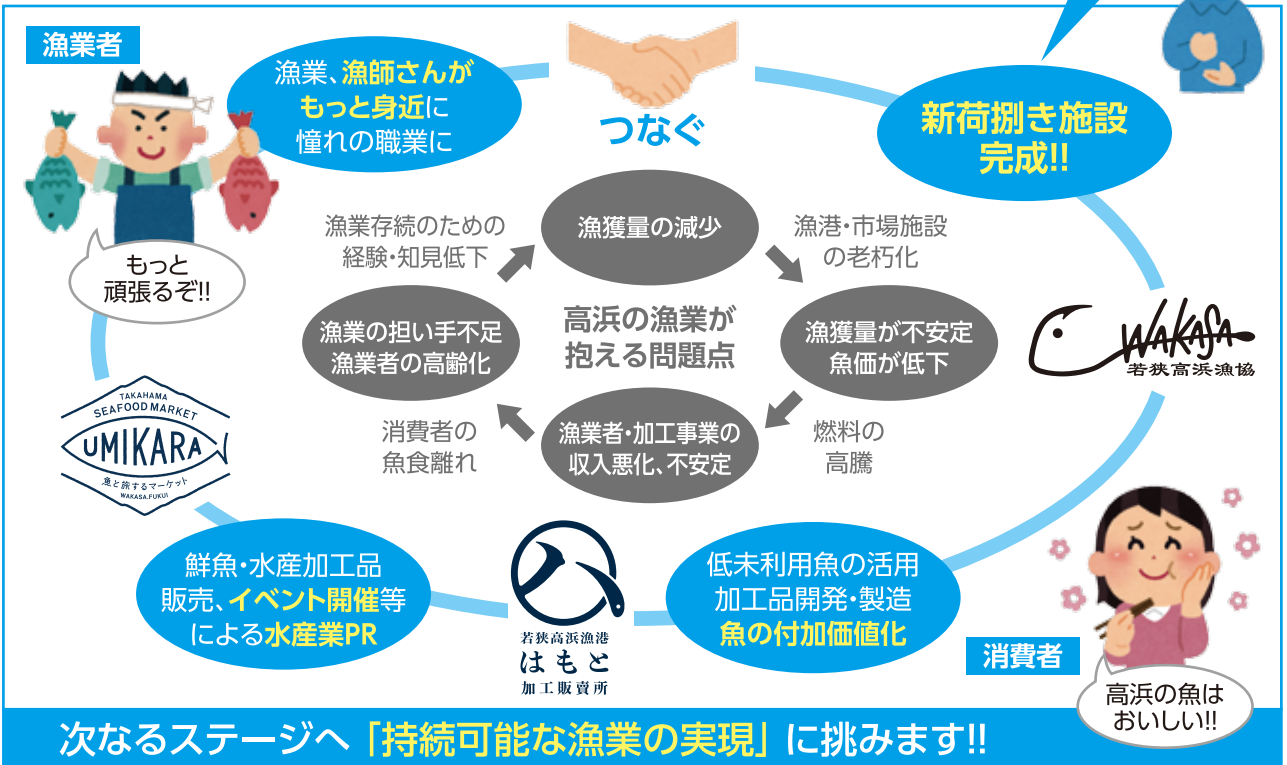 漁業者
漁業、漁師さんが
もっと身近に
憧れの職業に
つなぐ
新荷捌き施設
完成!!
もっと
頑張るぞ!!
漁業存続のための
経験・知見低下
漁獲量の減少
漁港・市場施設
の老朽化
漁業の担い手不足
漁業者の高齢化
高浜の漁業が
抱える問題点
漁獲量が不安定
魚価が低下
WAKASA
若狭高浜漁協
消費者の
魚食離れ
漁業者・加工事業の
収入悪化、不安定
燃料の
高騰
TAKAHAMA
SEAFOOD MARKET
UMIKARA
魚と旅するマーケット
WAKASA.FUKUI
鮮魚・水産加工品
販売、イベント開催等
による水産業PR
若狭高浜漁港
はもと
加工販賣所
低未利用魚の活用
加工品開発・製造
魚の付加価値化
消費者
高浜の魚は
おいしい!!
次なるステージへ「持続可能な漁業の実現」に挑みます!!